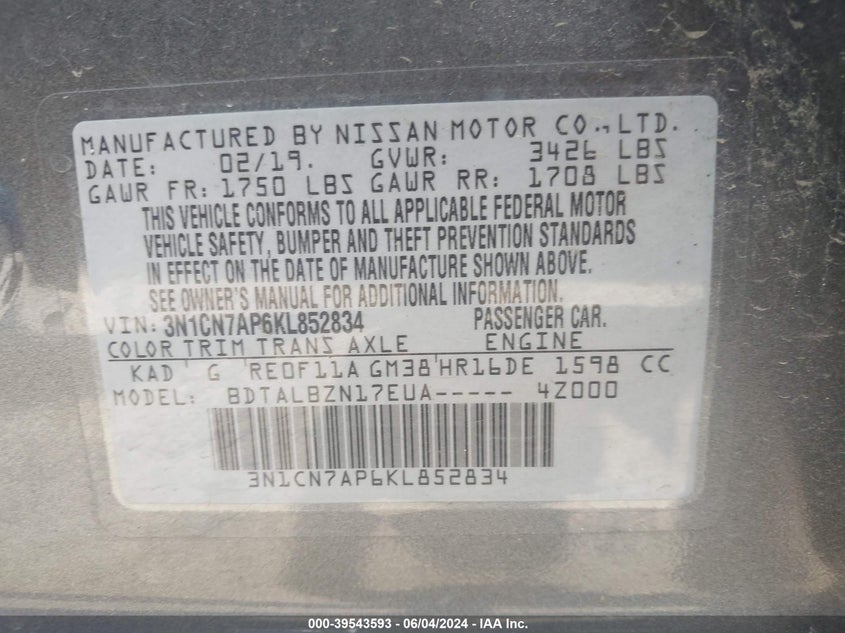 MANUFACTURED BY NISSAN MOTOR CO., LTD.
DATE: 02/19. GVWR: 3426 LBS
GAWR FR: 1750 LBS GAWR RR: 1708 LBS
THIS VEHICLE CONFORMS TO ALL APPLICABLE FEDERAL MOTOR
VEHICLE SAFETY, BUMPER AND THEFT PREVENTION STANDARDS
IN EFFECT ON THE DATE OF MANUFACTURE SHOWN ABOVE.
SEE OWNER'S MANUAL FOR ADDITIONAL INFORMATION.
VIN: 3N1CN7AP6KL852834 PASSENGER CAR.
COLOR TRIM TRANS AXLE ENGINE
KAD G RE0F11A GM38 HR16DE 1598 CC
MODEL: BDTALBZN17EUA----- 4Z000
3N1CN7AP6KL852834
000-39543593 - 06/04/2024 - IAA Inc.